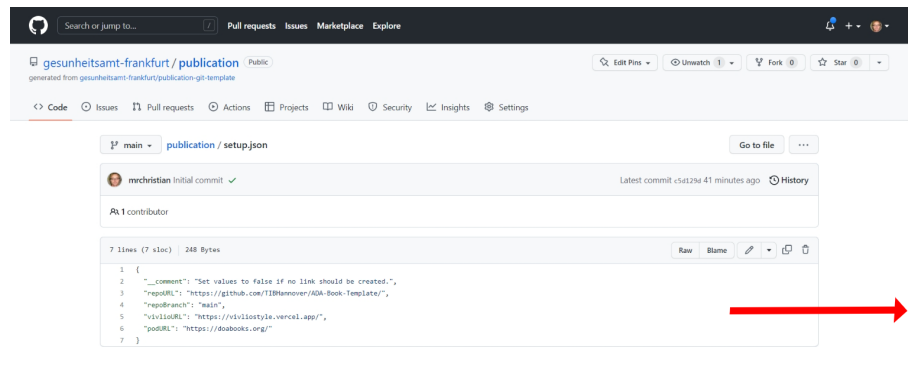 Search or jump to... / Pull requests Issues Marketplace Explore
gesunheitsamt-frankfurt / publication Public
Edit Pins Unwatch 1 Fork 0 Star 0
generated from gesunheitsamt-frankfurt/publication-git-template
Code Issues Pull requests Actions Projects Wiki Security Insights Settings
main publication / setup.json Go to file ...
mrchristian Initial commit Latest commit c5d129d 41 minutes ago History
1 contributor
7 lines (7 sloc) 248 Bytes Raw Blame
1 {
2 "__comment": "Set values to false if no link should be created.",
3 "repoURL": "https://github.com/TIBHannover/ADA-Book-Template/",
4 "repoBranch": "main",
5 "vivlioURL": "https://vivliostyle.vercel.app/",
6 "podURL": "https://doabooks.org/"
7 }